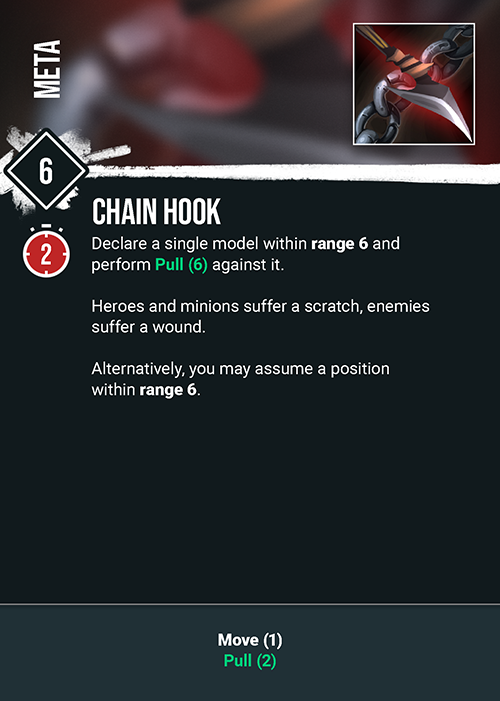 META
6
CHAIN HOOK
2
Declare a single model within range 6 and
perform Pull (6) against it.
Heroes and minions suffer a scratch, enemies
suffer a wound.
Alternatively, you may assume a position
within range 6.
Move (1)
Pull (2)